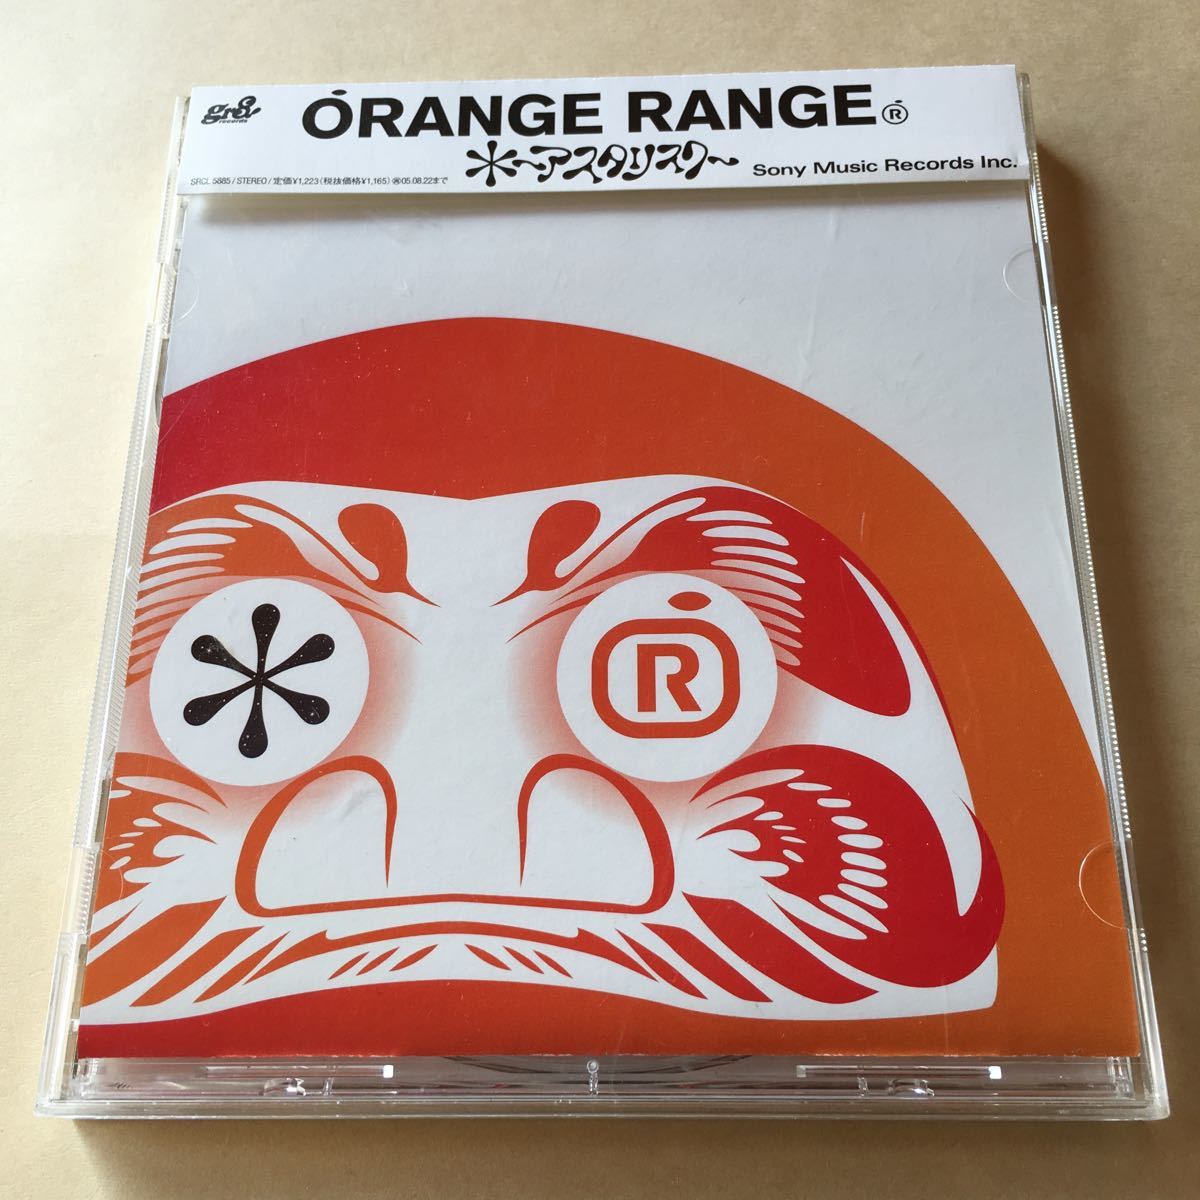 gr8! records
ORANGE RANGE Ⓡ
*~アスタリスク~
Sony Music Records Inc.
SRCL 5885/STEREO/定価¥1,223(税抜価格¥1,165)㊞05.08.22まで
R